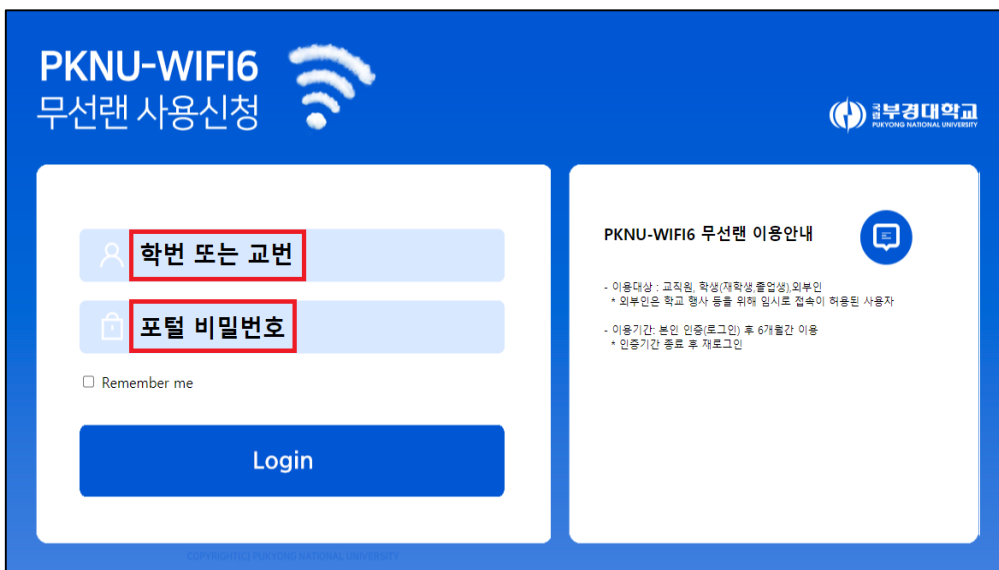 PKNU-WIFI6
무선랜 사용신청
국립부경대학교
PUKYONG NATIONAL UNIVERSITY
학번 또는 교번
포털 비밀번호
Remember me
Login
PKNU-WIFI6 무선랜 이용안내
- 이용대상 : 교직원, 학생(재학생,졸업생),외부인
* 외부인은 학교 행사 등을 위해 임시로 접속이 허용된 사용자
- 이용기간: 본인 인증(로그인) 후 6개월간 이용
* 인증기간 종료 후 재로그인
COPYRIGHT(C) PUKYONG NATIONAL UNIVERSITY